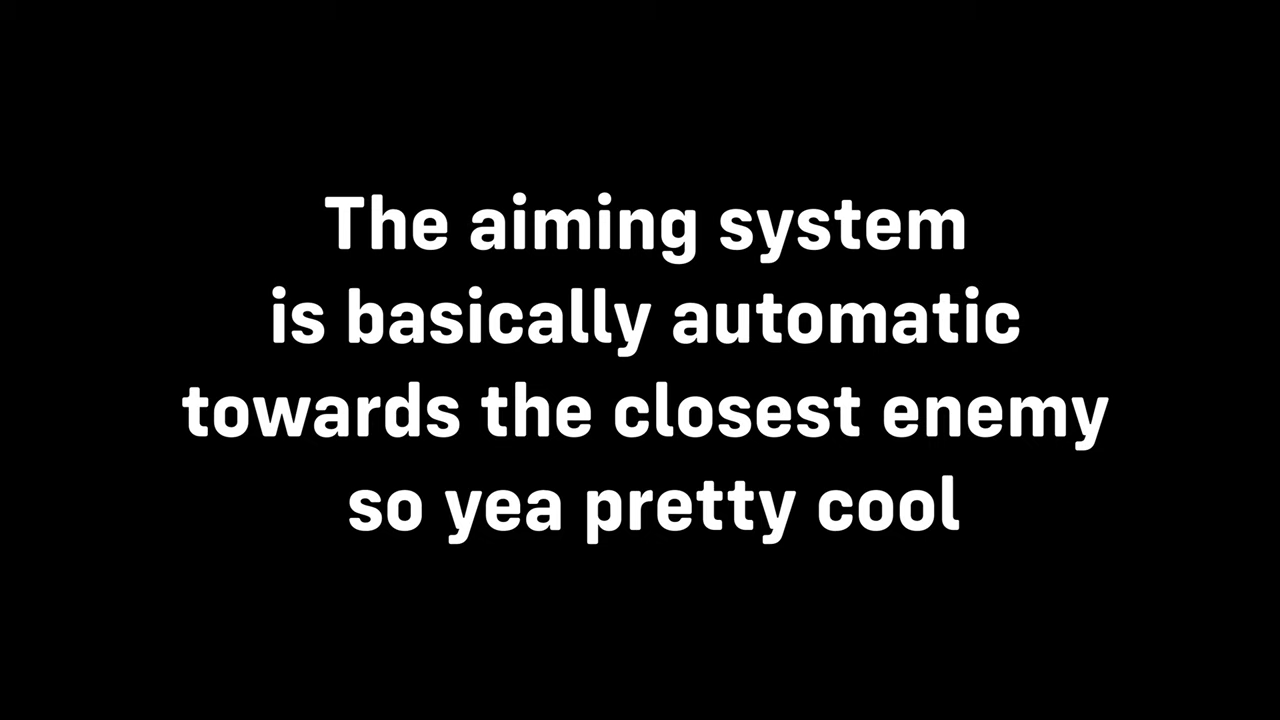 The aiming system
is basically automatic
towards the closest enemy
so yea pretty cool